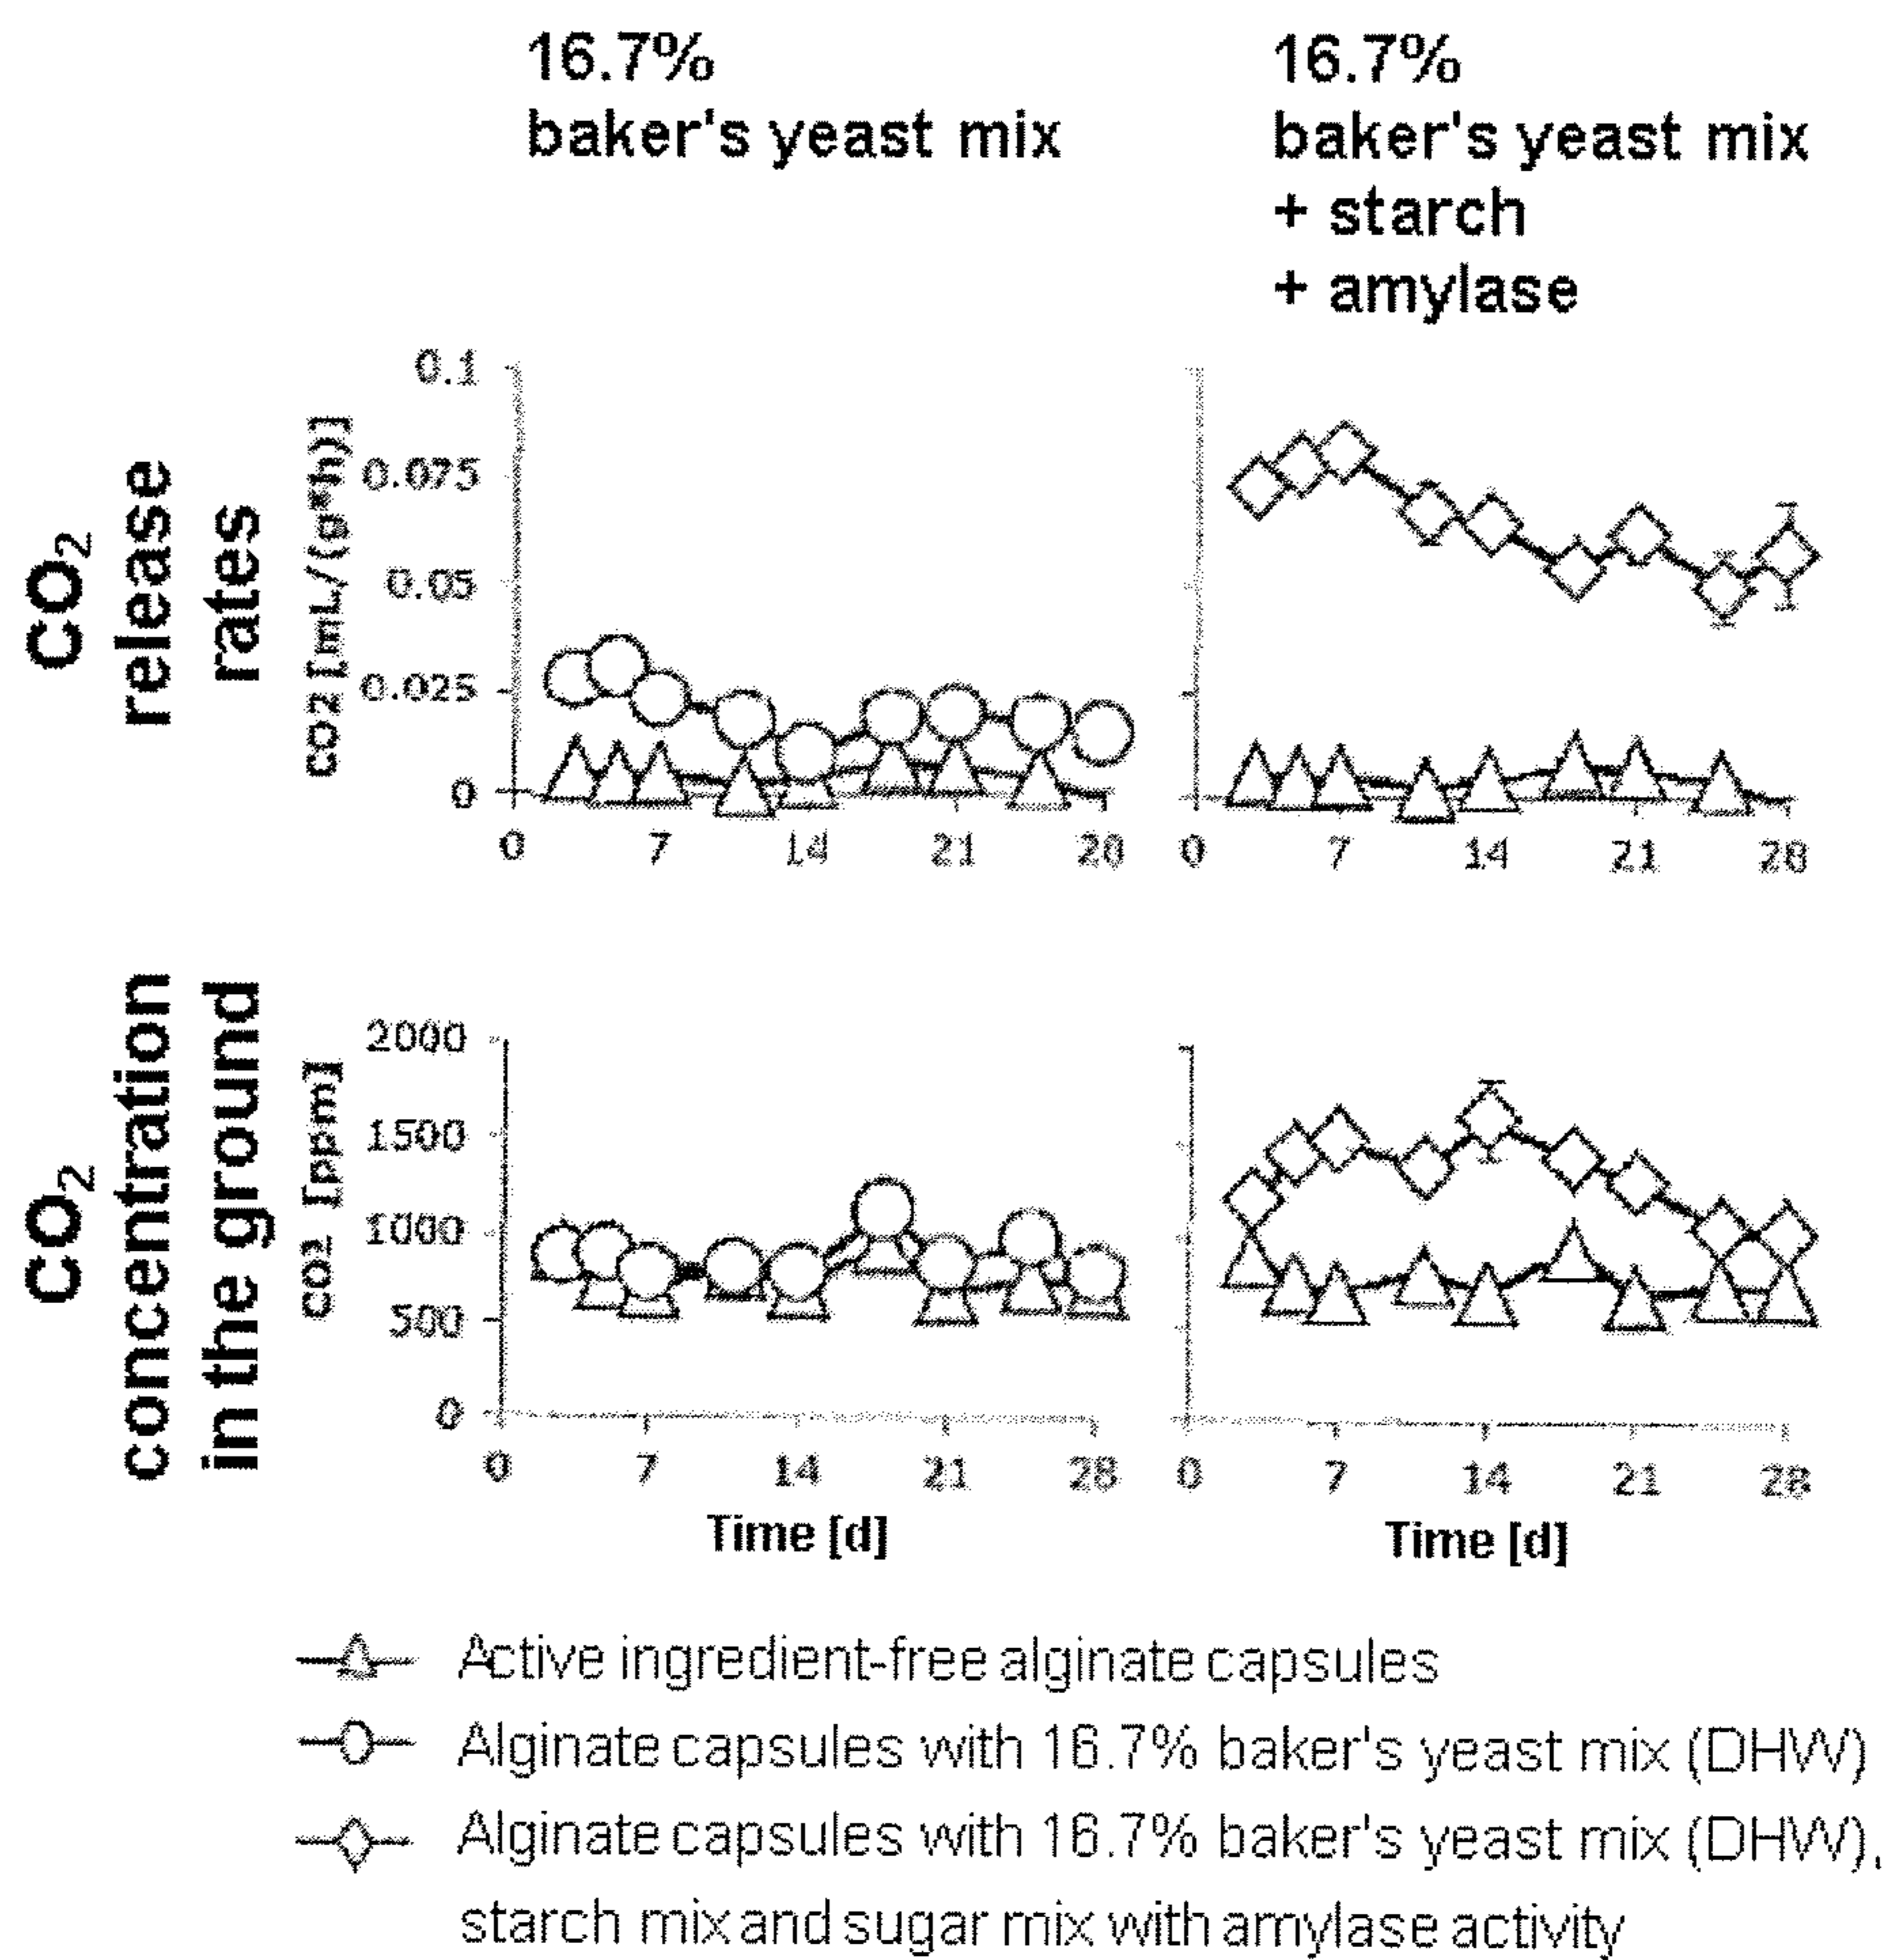 16.7%
baker's yeast mix
16.7%
baker's yeast mix
+ starch
+ amylase
CO₂
release
rates
CO2 [mL/(g*h)]
0.1
0.075
0.05
0.025
0
0 7 14 21 28
0 7 14 21 28
CO₂
concentration
in the ground
CO2 [ppm]
2000
1500
1000
500
0
0 7 14 21 28
0 7 14 21 28
Time [d]
Time [d]
Active ingredient-free alginate capsules
Alginate capsules with 16.7% baker's yeast mix (DHW)
Alginate capsules with 16.7% baker's yeast mix (DHW),
starch mix and sugar mix with amylase activity